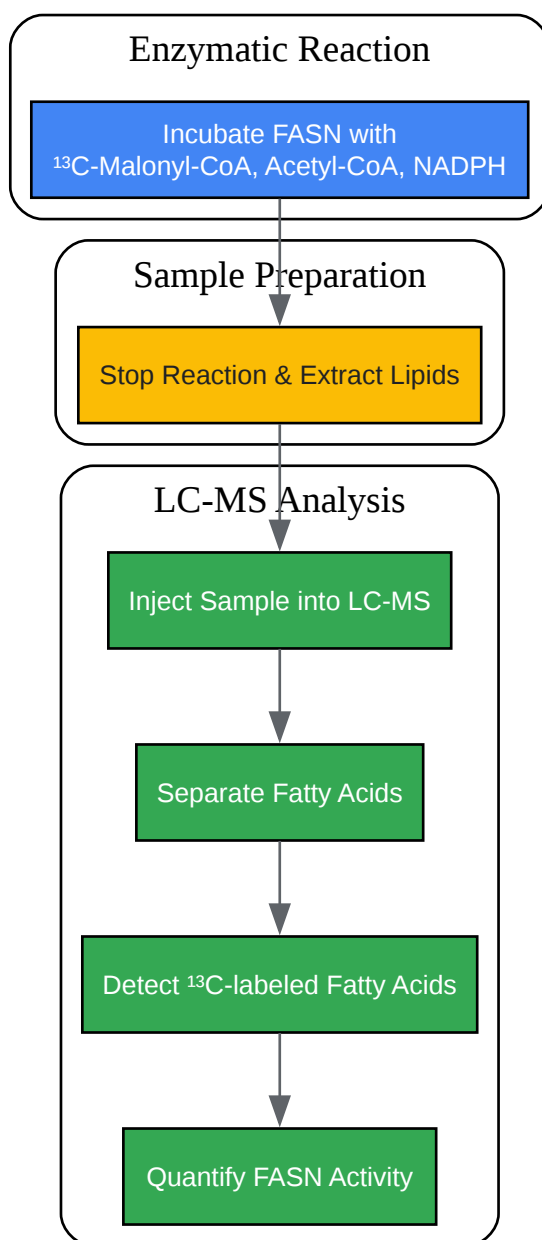 Enzymatic Reaction
Incubate FASN with
¹³C-Malonyl-CoA, Acetyl-CoA, NADPH
Sample Preparation
Stop Reaction & Extract Lipids
LC-MS Analysis
Inject Sample into LC-MS
Separate Fatty Acids
Detect ¹³C-labeled Fatty Acids
Quantify FASN Activity